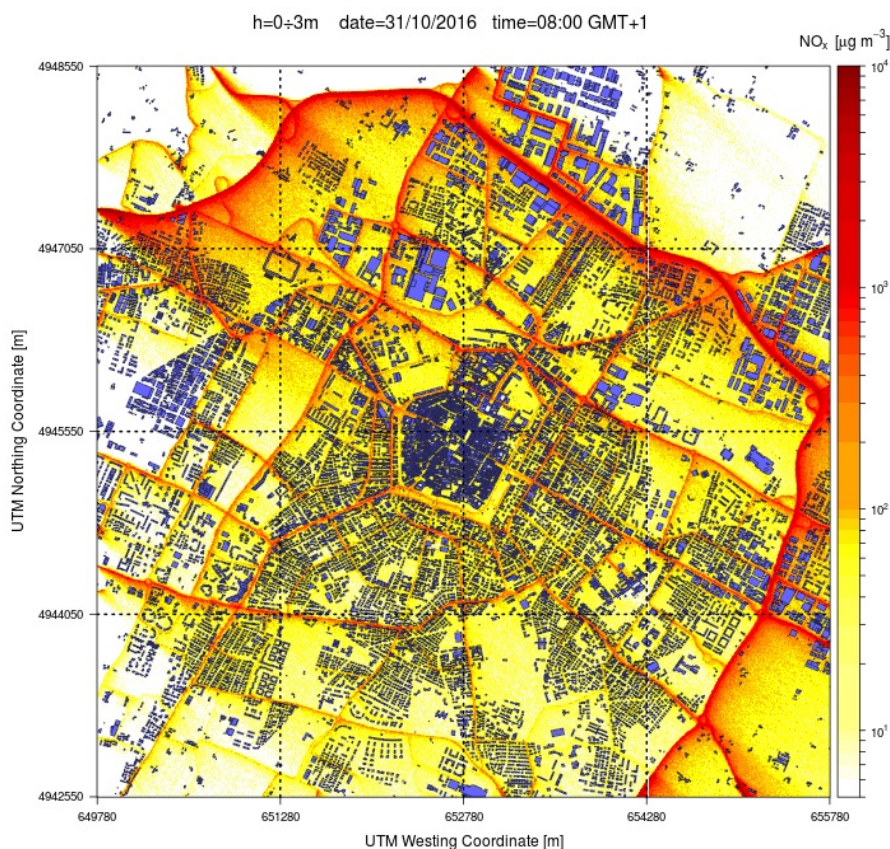 h=0÷3m date=31/10/2016 time=08:00 GMT+1
NOₓ [μg m⁻³]
4948550
4947050
4945550
4944050
4942550
UTM Northing Coordinate [m]
10⁴
10³
10²
10¹
649780 651280 652780 654280 655780
UTM Westing Coordinate [m]